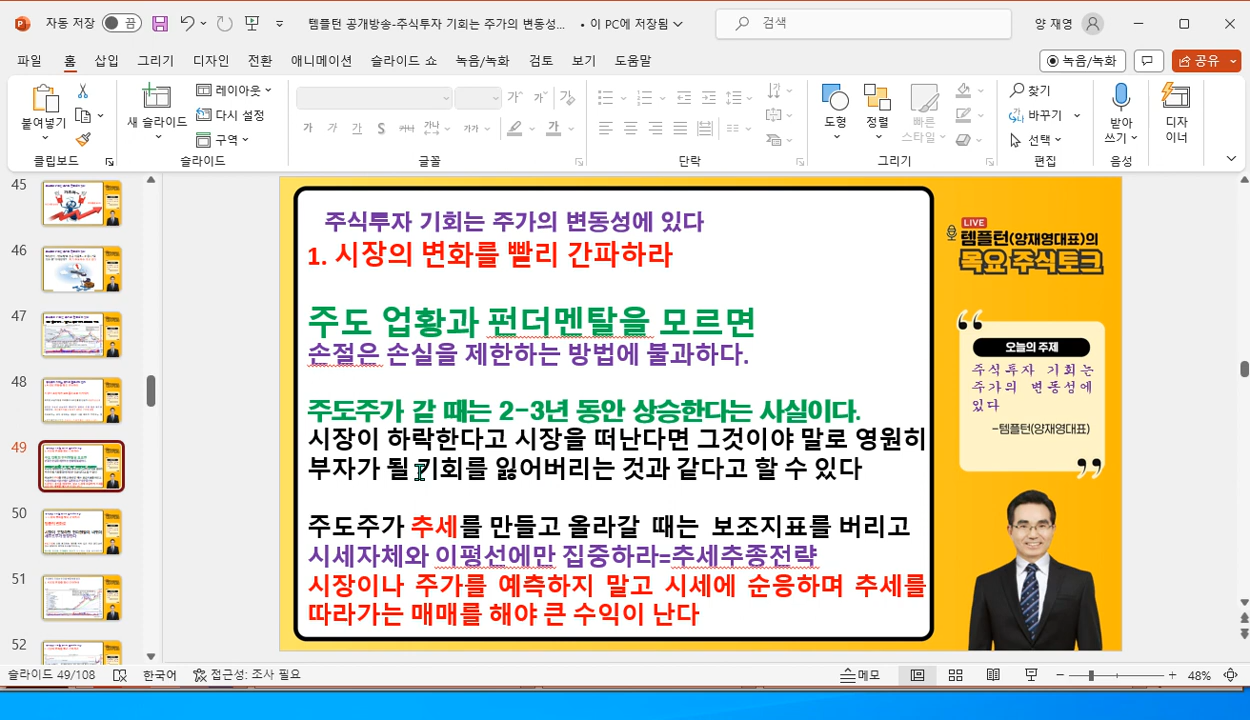 자동 저장 끔 템플턴 공개방송-주식투자 기회는 주가의 변동성... • 이 PC에 저장됨 검색 양 재영
파일 홈 삽입 그리기 디자인 전환 애니메이션 슬라이드 쇼 녹음/녹화 검토 보기 도움말 녹음/녹화 공유
붙여넣기 새 슬라이드 레이아웃 다시 설정 구역 도형 정렬 빠른 스타일 찾기 바꾸기 선택 받아쓰기 디자이너
클립보드 슬라이드 글꼴 단락 그리기 편집 음성
45
46
47
48
49
50
51
52
주식투자 기회는 주가의 변동성에 있다
1. 시장의 변화를 빨리 간파하라
주도 업황과 펀더멘탈을 모르면
손절은 손실을 제한하는 방법에 불과하다.
주도주가 갈 때는 2-3년 동안 상승한다는 사실이다.
시장이 하락한다고 시장을 떠난다면 그것이야 말로 영원히
부자가 될 기회를 잃어버리는 것과 같다고 할 수 있다
주도주가 추세를 만들고 올라갈 때는 보조지표를 버리고
시세자체와 이평선에만 집중하라=추세추종전략
시장이나 주가를 예측하지 말고 시세에 순응하며 추세를
따라가는 매매를 해야 큰 수익이 난다
LIVE
템플턴(양재영대표)의
목요 주식토크
오늘의 주제
주식투자 기회는
주가의 변동성에
있다
-템플턴(양재영대표)
슬라이드 49/108 한국어 접근성: 조사 필요 메모 48%